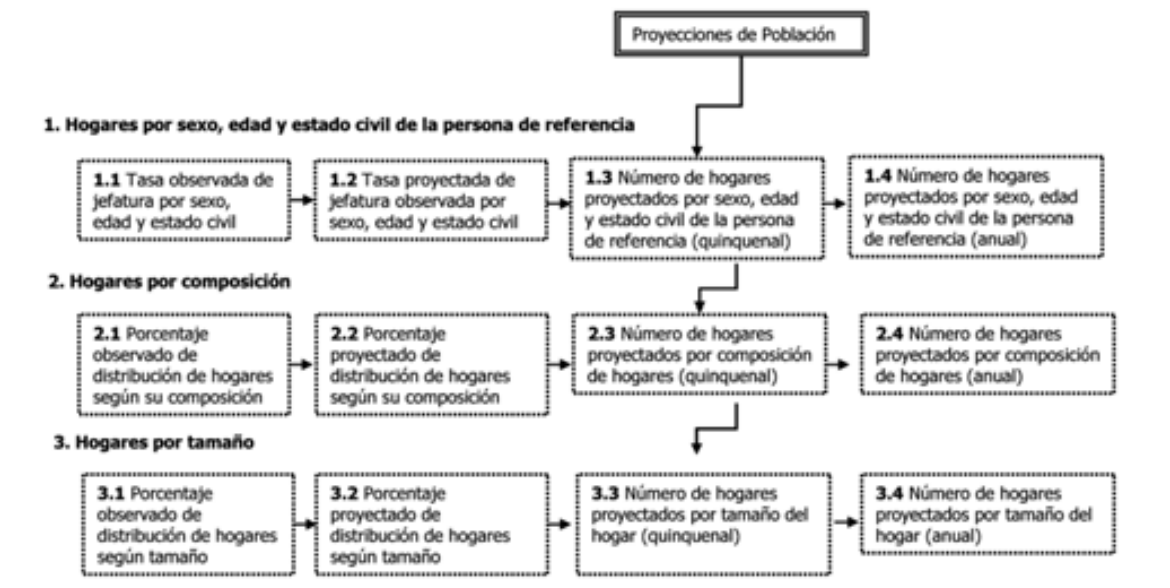 Proyecciones de Población
1. Hogares por sexo, edad y estado civil de la persona de referencia
1.1 Tasa observada de
jefatura por sexo,
edad y estado civil
1.2 Tasa proyectada de
jefatura observada por
sexo, edad y estado civil
1.3 Número de hogares
proyectados por sexo, edad
y estado civil de la persona
de referencia (quinquenal)
1.4 Número de hogares
proyectados por sexo, edad
y estado civil de la persona
de referencia (anual)
2. Hogares por composición
2.1 Porcentaje
observado de
distribución de hogares
según su composición
2.2 Porcentaje
proyectado de
distribución de hogares
según su composición
2.3 Número de hogares
proyectados por composición
de hogares (quinquenal)
2.4 Número de hogares
proyectados por composición
de hogares (anual)
3. Hogares por tamaño
3.1 Porcentaje
observado de
distribución de hogares
según tamaño
3.2 Porcentaje
proyectado de
distribución de hogares
según tamaño
3.3 Número de hogares
proyectados por tamaño del
hogar (quinquenal)
3.4 Número de hogares
proyectados por tamaño del
hogar (anual)